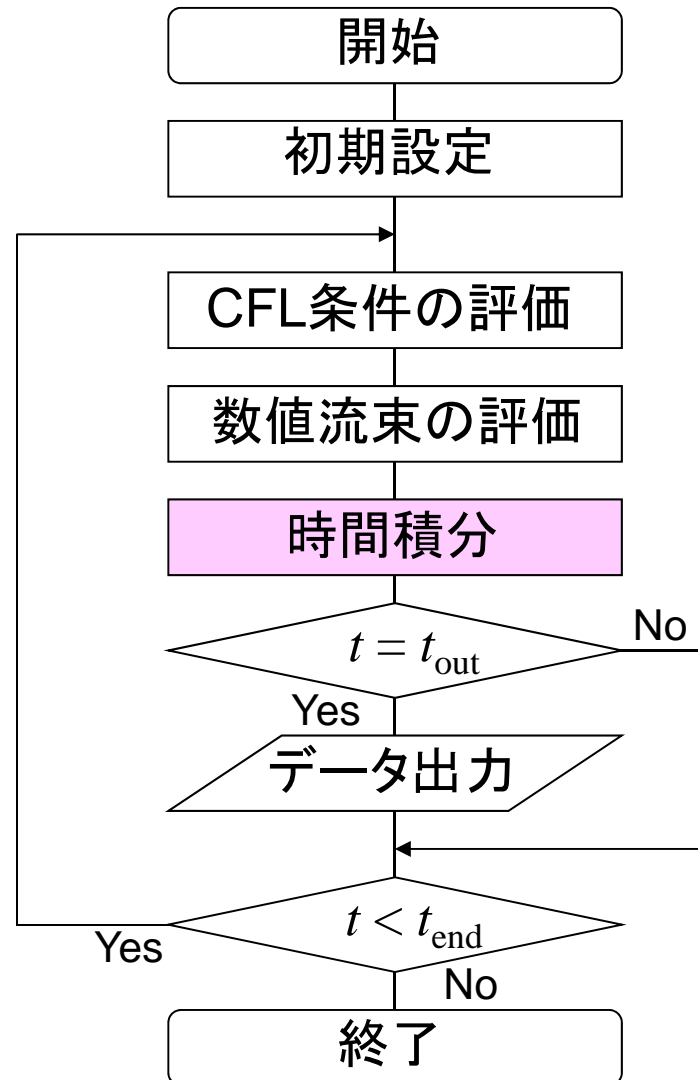 開始
初期設定
CFL条件の評価
数値流束の評価
時間積分
t = t_out
No
Yes
データ出力
t < t_end
Yes
No
終了